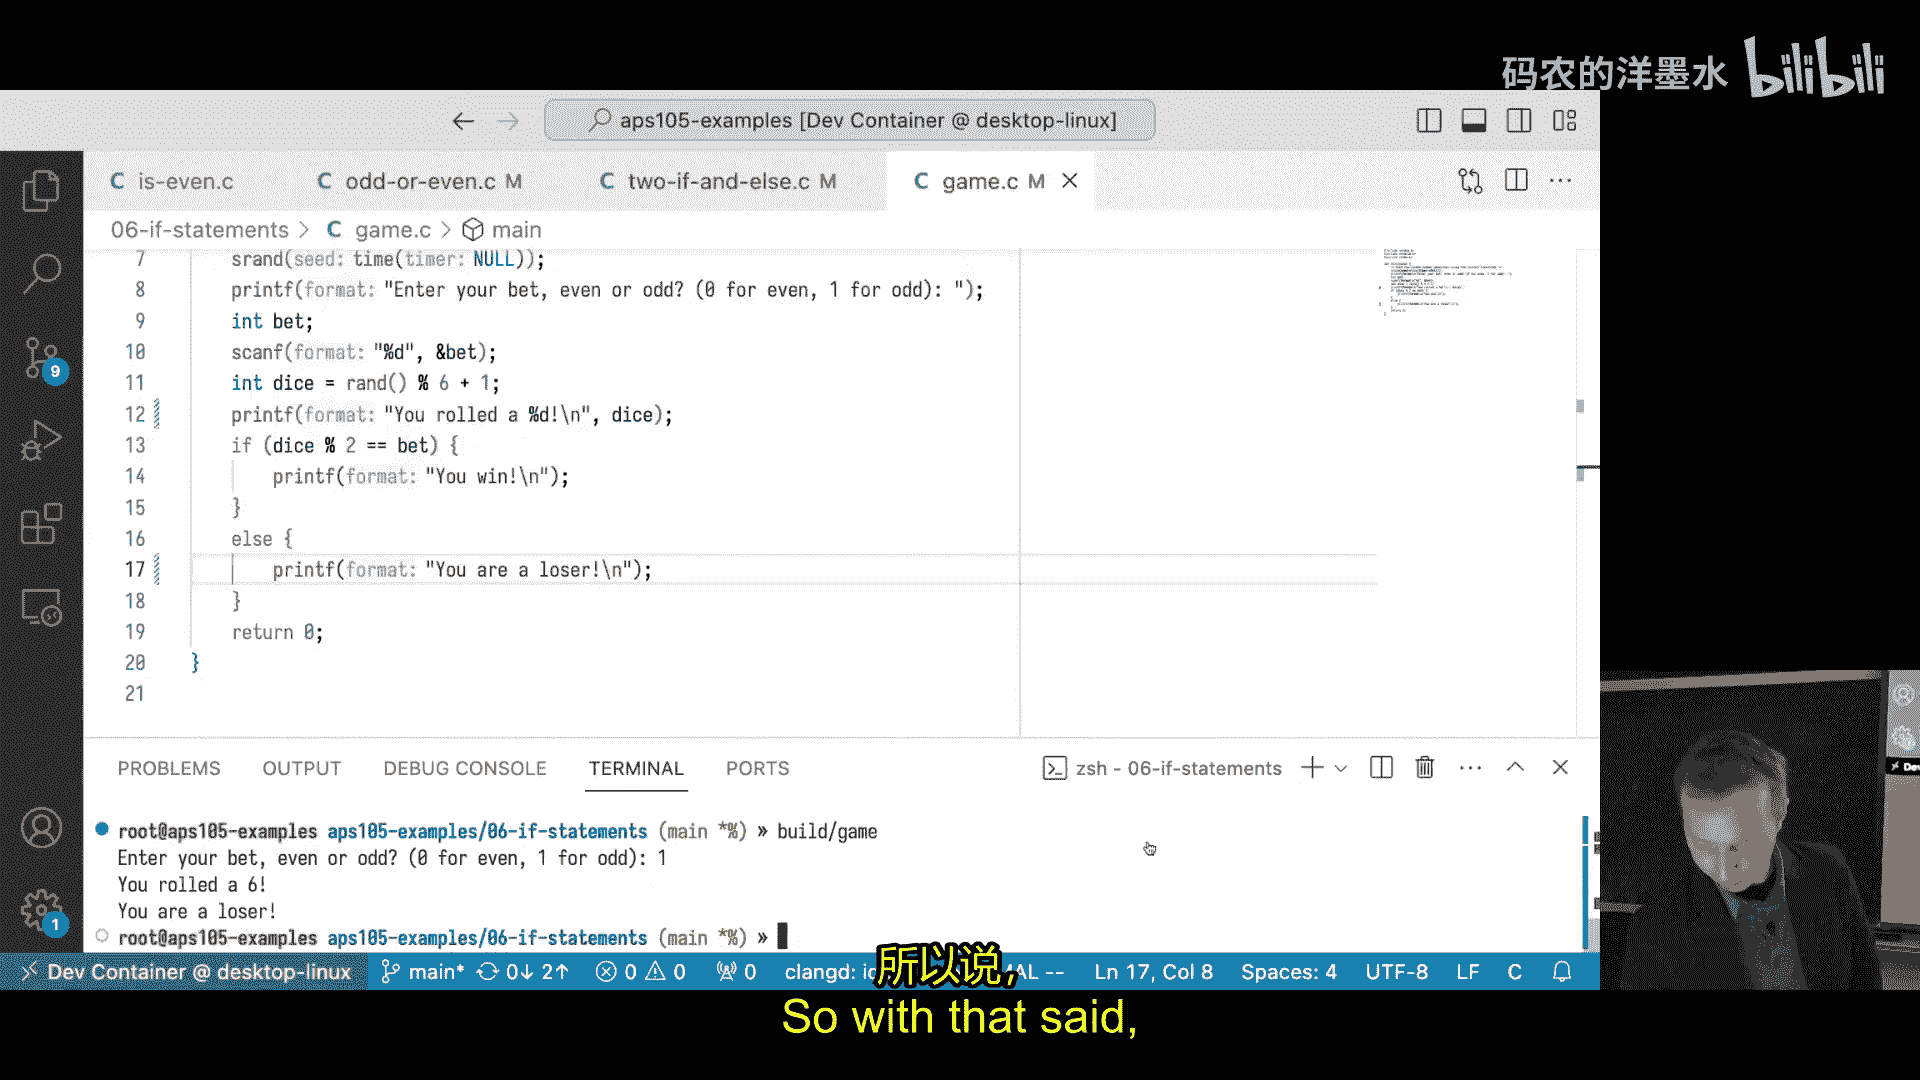 码农的洋墨水 bilibili
aps105-examples [Dev Container @ desktop-linux]
C is-even.c C odd-or-even.c M C two-if-and-else.c M C game.c M
06-if-statements > C game.c > main
7 srand(seed: time(timer: NULL));
8 printf(format: "Enter your bet, even or odd? (0 for even, 1 for odd): ");
9 int bet;
10 scanf(format: "%d", &bet);
11 int dice = rand() % 6 + 1;
12 printf(format: "You rolled a %d!\n", dice);
13 if (dice % 2 == bet) {
14 printf(format: "You win!\n");
15 }
16 else {
17 printf(format: "You are a loser!\n");
18 }
19 return 0;
20 }
21
9
1
PROBLEMS OUTPUT DEBUG CONSOLE TERMINAL PORTS zsh - 06-if-statements
root@aps105-examples aps105-examples/06-if-statements (main *%) » build/game
Enter your bet, even or odd? (0 for even, 1 for odd): 1
You rolled a 6!
You are a loser!
root@aps105-examples aps105-examples/06-if-statements (main *%) »
Dev Container @ desktop-linux main* 0↓ 2↑ 0 0 0 clangd: -- Ln 17, Col 8 Spaces: 4 UTF-8 LF C
所以说,
So with that said,